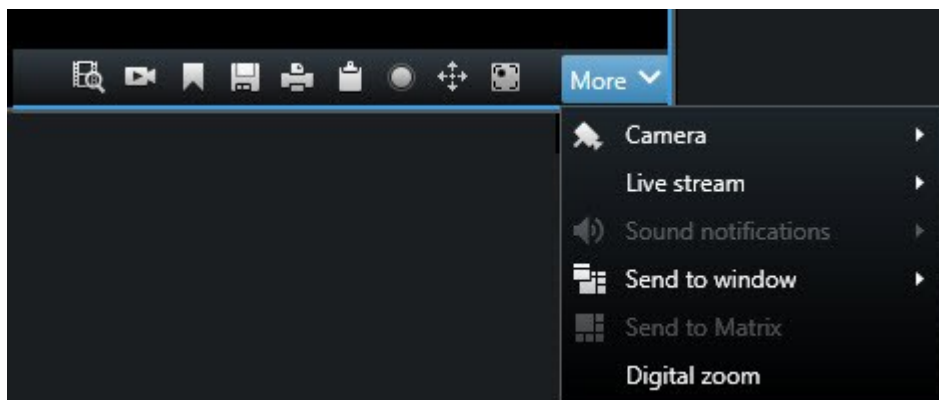 More
Camera
Live stream
Sound notifications
Send to window
Send to Matrix
Digital zoom